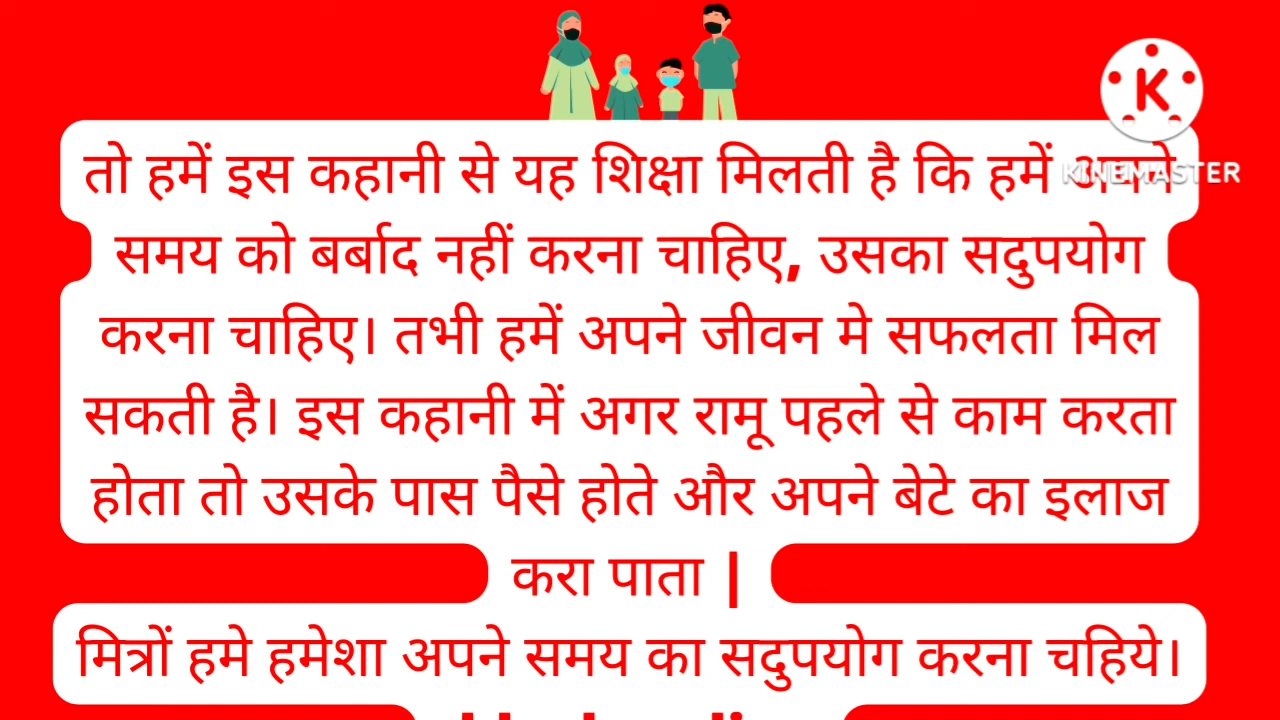 K
KINEMASTER
तो हमें इस कहानी से यह शिक्षा मिलती है कि हमें अपने
समय को बर्बाद नहीं करना चाहिए, उसका सदुपयोग
करना चाहिए। तभी हमें अपने जीवन मे सफलता मिल
सकती है। इस कहानी में अगर रामू पहले से काम करता
होता तो उसके पास पैसे होते और अपने बेटे का इलाज
करा पाता |
मित्रों हमे हमेशा अपने समय का सदुपयोग करना चहिये।